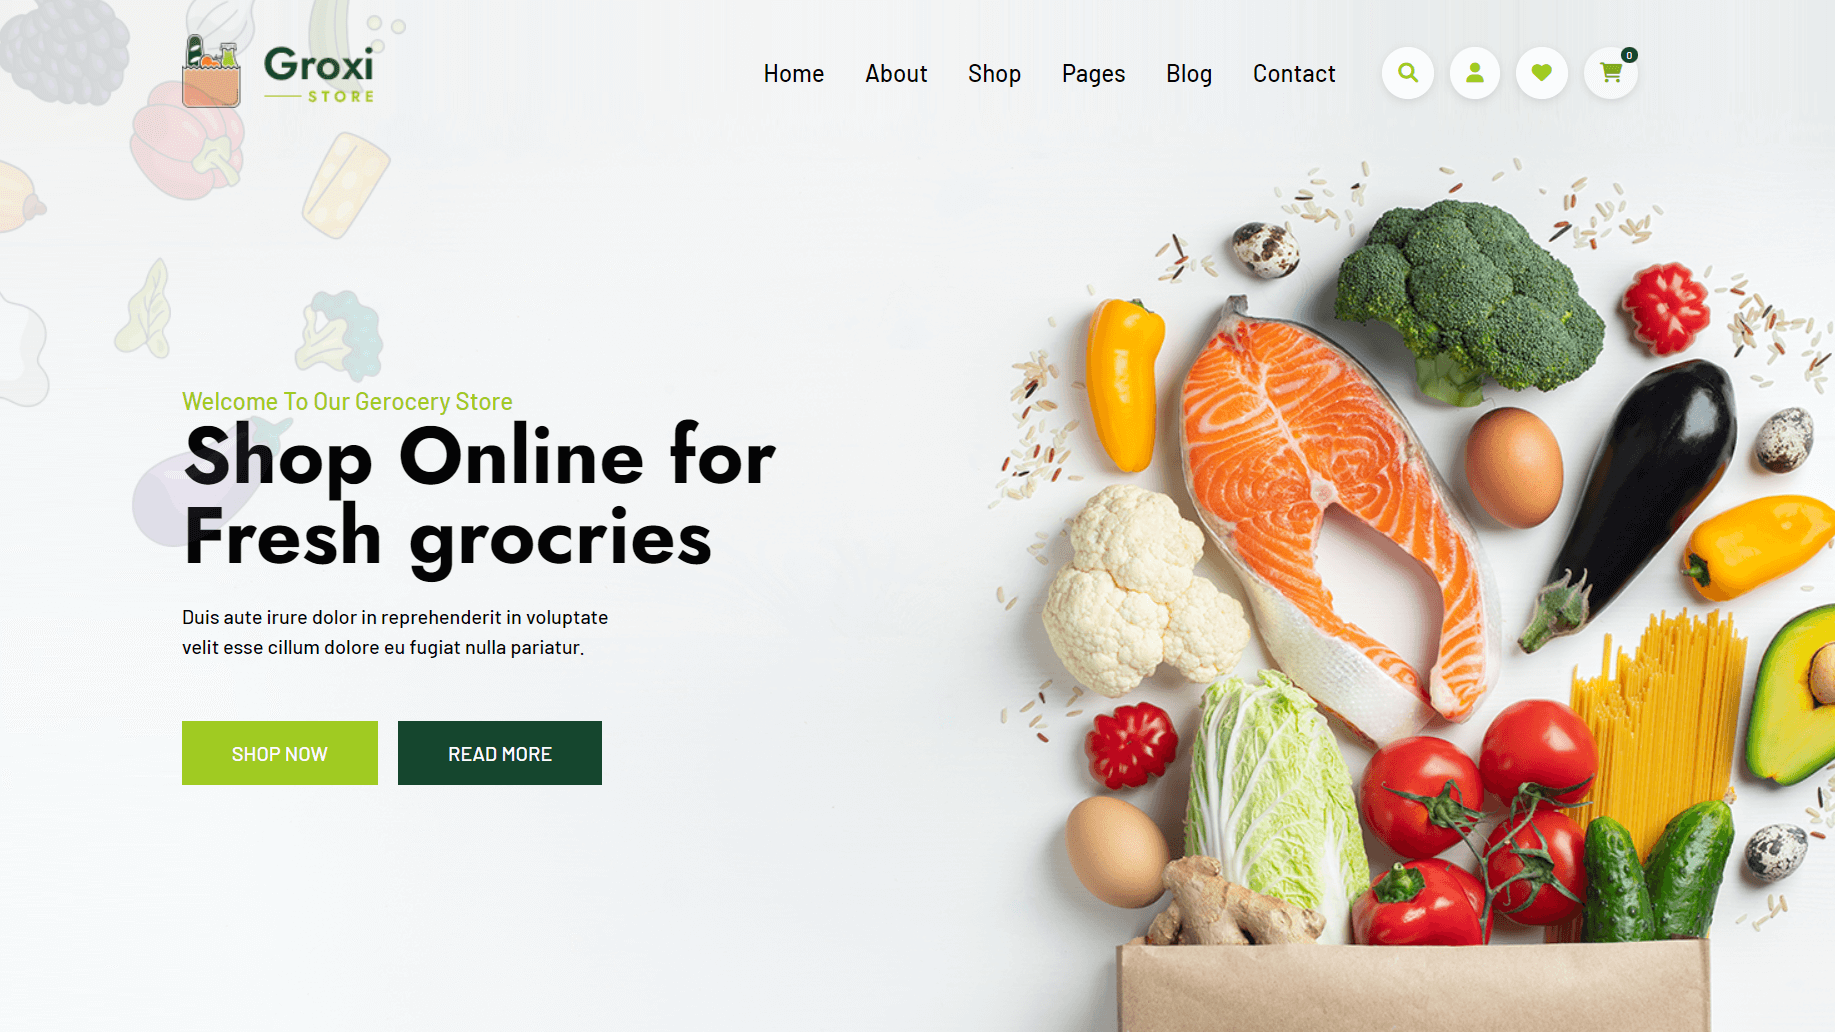 Groxi
STORE
Home About Shop Pages Blog Contact
0
Welcome To Our Gerocery Store
Shop Online for
Fresh grocries
Duis aute irure dolor in reprehenderit in voluptate
velit esse cillum dolore eu fugiat nulla pariatur.
SHOP NOW READ MORE